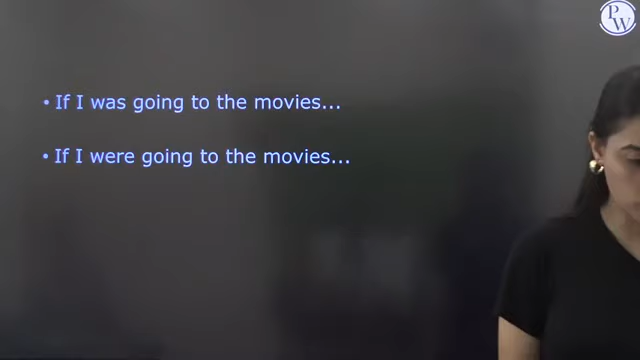 PW
• If I was going to the movies...
• If I were going to the movies...